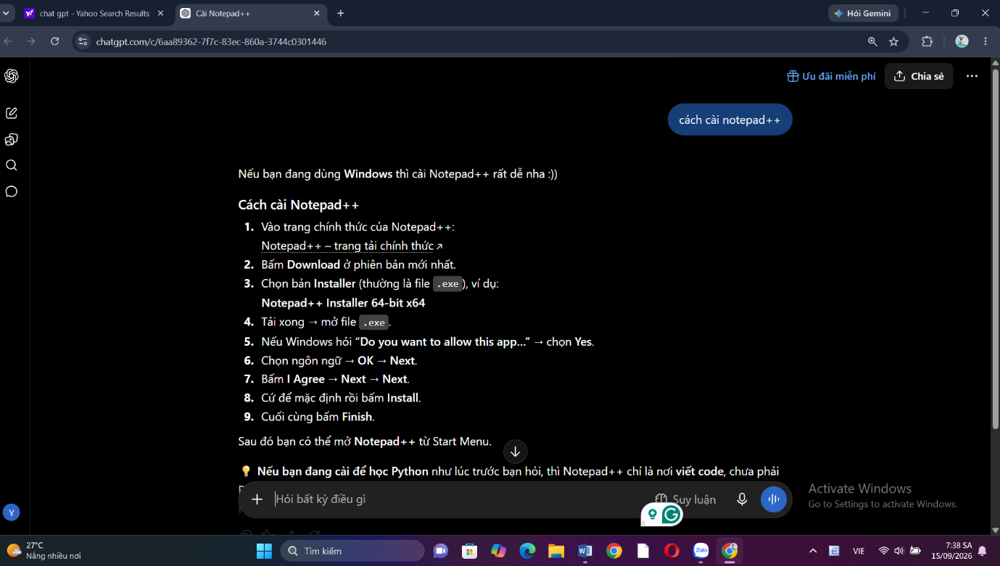 chat gpt - Yahoo Search Results
Cài Notepad++
Hỏi Gemini
chatgpt.com/c/6aa89362-7f7c-83ec-860a-3744c0301446
Ưu đãi miễn phí
Chia sẻ
cách cài notepad++
Nếu bạn đang dùng Windows thì cài Notepad++ rất dễ nha :))
Cách cài Notepad++
1. Vào trang chính thức của Notepad++:
Notepad++ – trang tải chính thức ↗
2. Bấm Download ở phiên bản mới nhất.
3. Chọn bản Installer (thường là file .exe), ví dụ:
Notepad++ Installer 64-bit x64
4. Tải xong → mở file .exe.
5. Nếu Windows hỏi “Do you want to allow this app...” → chọn Yes.
6. Chọn ngôn ngữ → OK → Next.
7. Bấm I Agree → Next → Next.
8. Cứ để mặc định rồi bấm Install.
9. Cuối cùng bấm Finish.
Sau đó bạn có thể mở Notepad++ từ Start Menu.
💡 Nếu bạn đang cài để học Python như lúc trước bạn hỏi, thì Notepad++ chỉ là nơi viết code, chưa phải
Hỏi bất kỳ điều gì
Suy luận
Activate Windows
Go to Settings to activate Windows.
Y
27°C
Nắng nhiều nơi
Tìm kiếm
Zalo
VIE
7:38 SA
15/09/2026